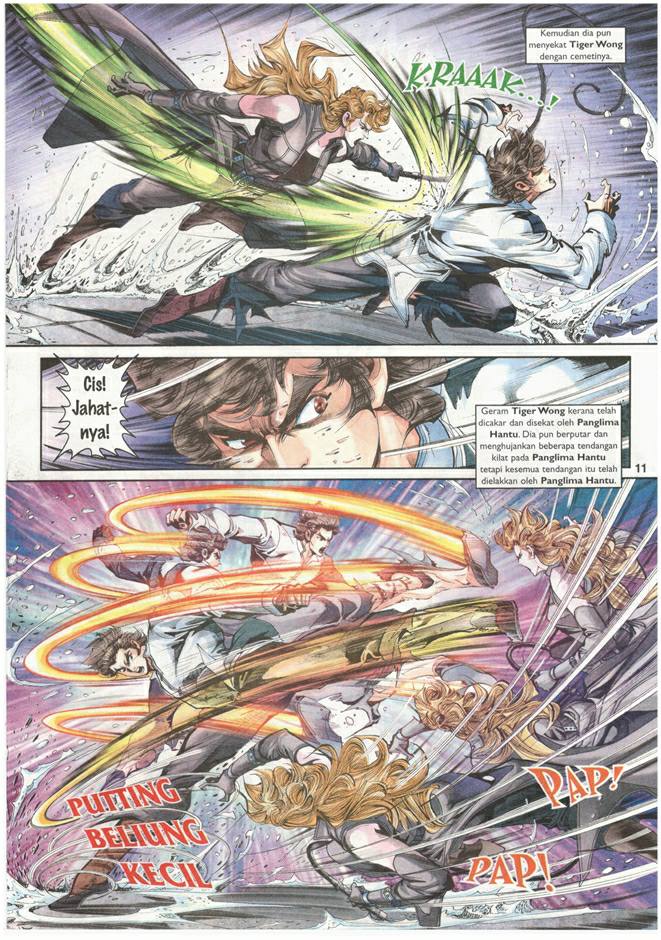 Kemudian dia pun
menyekat Tiger Wong
dengan cemetinya.
KRAAAK...!
Cis!
Jahat-
nya!
Geram Tiger Wong kerana telah
dicakar dan disekat oleh Panglima
Hantu. Dia pun berputar dan
menghujankan beberapa tendangan
kilat pada Panglima Hantu
tetapi kesemua tendangan itu telah
dielakkan oleh Panglima Hantu.
11
PUTTING
BELIUNG
KECIL
PAP!
PAP!